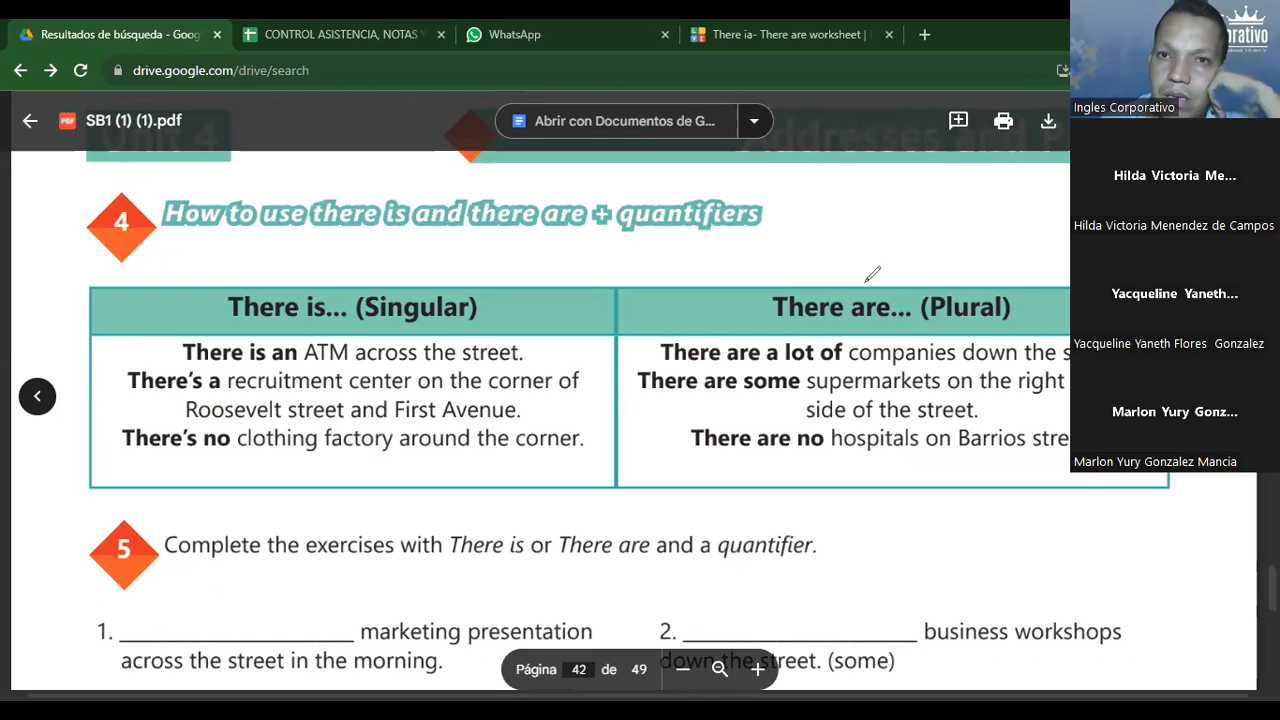 Resultados de búsqueda - Goog
CONTROL ASISTENCIA, NOTAS Y
WhatsApp
There ia- There are worksheet |
drive.google.com/drive/search
SB1 (1) (1).pdf
Abrir con Documentos de G...
Unit 4
Addresses and P
4
How to use there is and there are + quantifiers
There is... (Singular)
There is an ATM across the street.
There's a recruitment center on the corner of
Roosevelt street and First Avenue.
There's no clothing factory around the corner.
There are... (Plural)
There are a lot of companies down the s
There are some supermarkets on the right
side of the street.
There are no hospitals on Barrios stre
5
Complete the exercises with There is or There are and a quantifier.
1. ______________________ marketing presentation
across the street in the morning.
2. ______________________ business workshops
down the street. (some)
Página 42 de 49
rativo
Ingles Corporativo
Hilda Victoria Me...
Hilda Victoria Menendez de Campos
Yacqueline Yaneth...
Yacqueline Yaneth Flores Gonzalez
Marlon Yury Gonz...
Marlon Yury Gonzalez Mancia